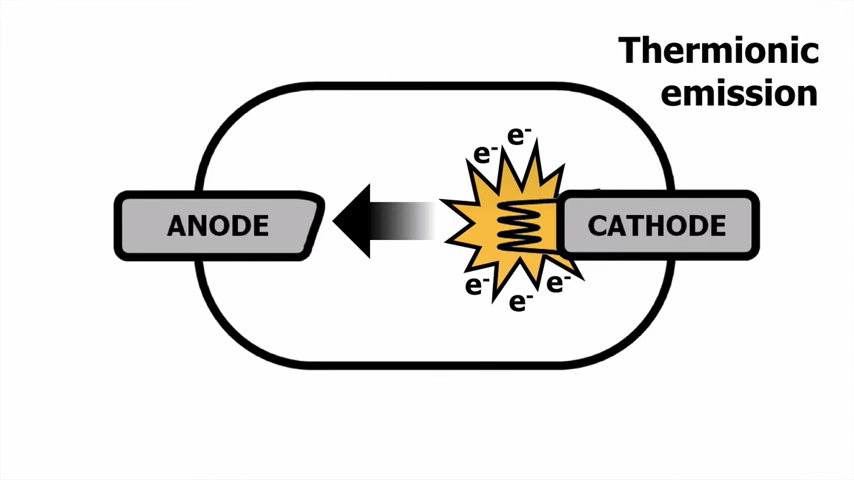 Thermionic
emission
e-
e-
ANODE
CATHODE
e-
e-
e-